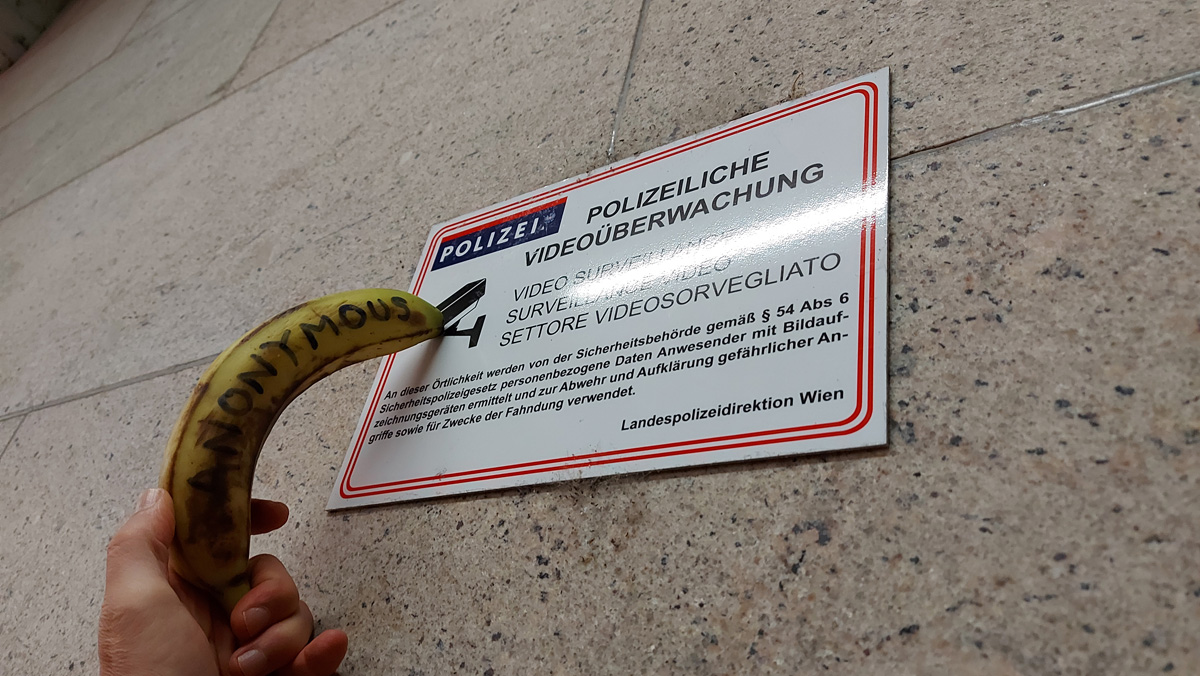 ANONYMOUS
POLIZEI
POLIZEILICHE
VIDEOÜBERWACHUNG
VIDEO SURVEILLANCE
SURVEILLANCE VIDEO
SETTORE VIDEOSORVEGLIATO
An dieser Örtlichkeit werden von der Sicherheitsbehörde gemäß § 54 Abs 6
Sicherheitspolizeigesetz personenbezogene Daten Anwesender mit Bildauf-
zeichnungsgeräten ermittelt und zur Abwehr und Aufklärung gefährlicher An-
griffe sowie für Zwecke der Fahndung verwendet.
Landespolizeidirektion Wien